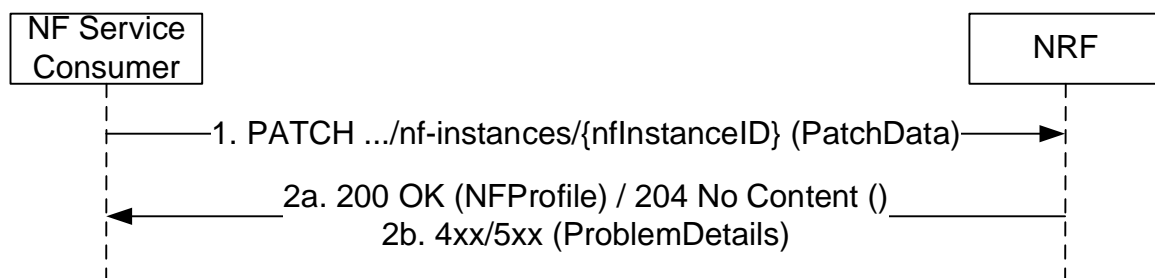 NF Service
Consumer
NRF
1. PATCH .../nf-instances/{nfInstanceID} (PatchData)
2a. 200 OK (NFProfile) / 204 No Content ()
2b. 4xx/5xx (ProblemDetails)